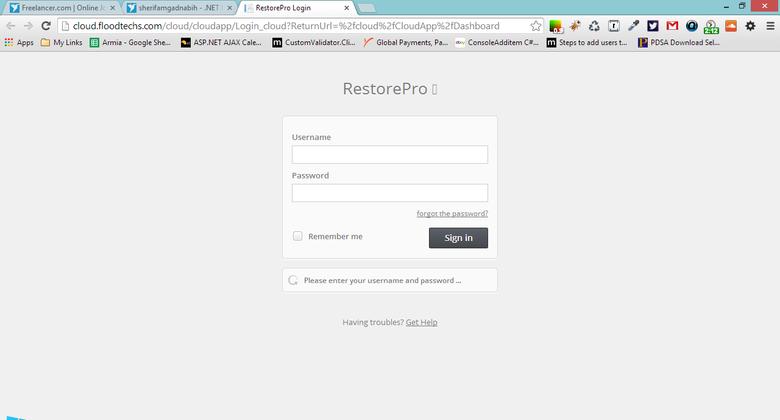 Freelancer.com | Online Jo
sherifamgadnabih - .NET
RestorePro Login
cloud.floodtechs.com/cloud/cloudapp/Login_cloud?ReturnUrl=%2fcloud%2fCloudApp%2fDashboard
Apps
My Links
Armia - Google Shee...
ASP.NET AJAX Cale...
CustomValidator.Cli...
Global Payments, Pa...
ConsoleAdditem C#...
Steps to add users t...
PDSA Download Sel...
RestorePro
Username
Password
forgot the password?
Remember me
Sign in
Please enter your username and password ...
Having troubles? Get Help